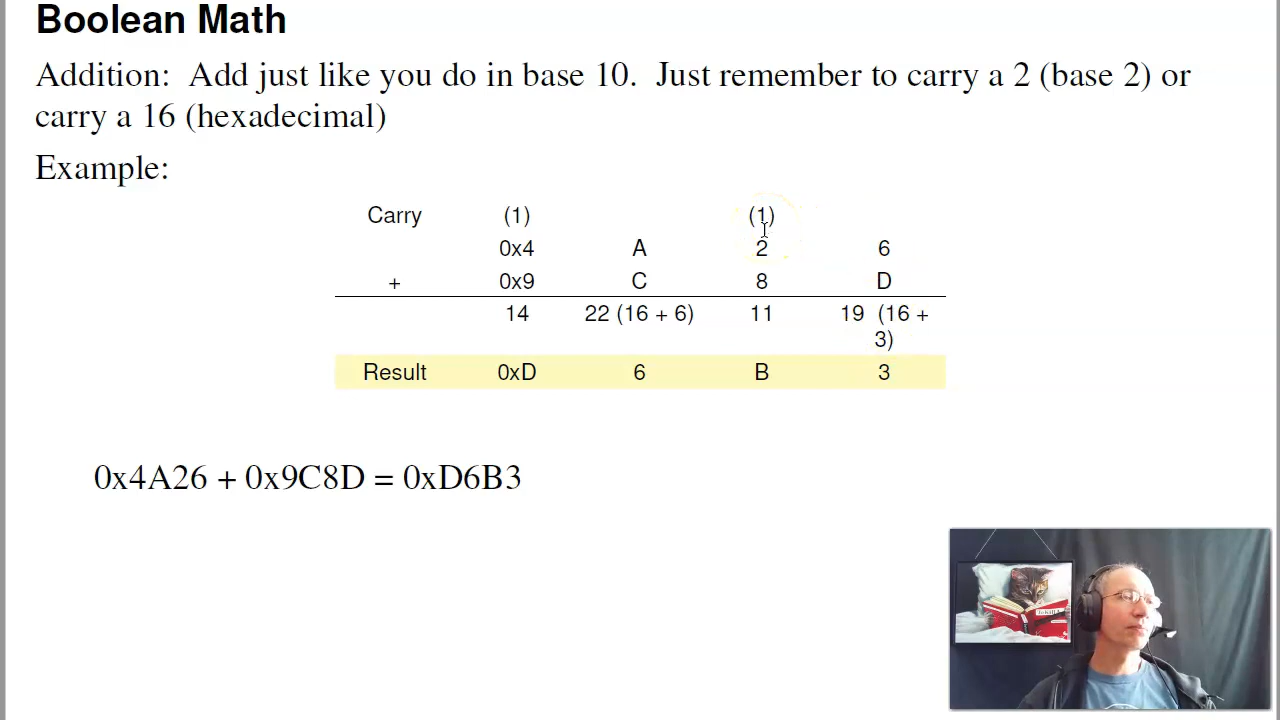 Boolean Math
Addition: Add just like you do in base 10. Just remember to carry a 2 (base 2) or
carry a 16 (hexadecimal)
Example:
Carry (1) (1)
0x4 A 2 6
+ 0x9 C 8 D
14 22 (16 + 6) 11 19 (16 +
3)
Result 0xD 6 B 3
0x4A26 + 0x9C8D = 0xD6B3